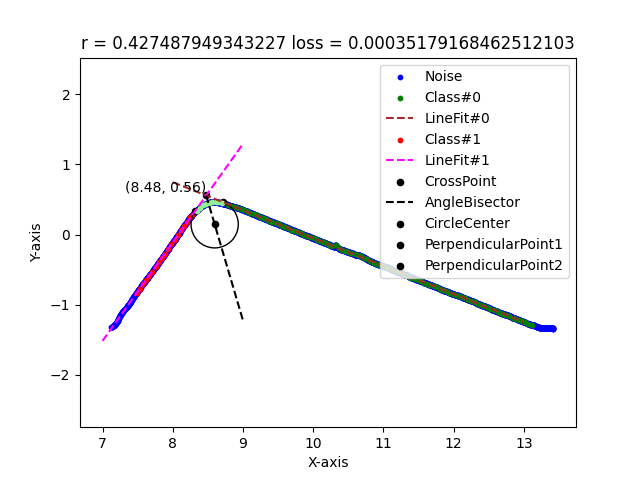 r = 0.427487949343227 loss = 0.00035179168462512103
Noise
Class#0
LineFit#0
Class#1
LineFit#1
CrossPoint
AngleBisector
CircleCenter
PerpendicularPoint1
PerpendicularPoint2
(8.48, 0.56)
2
1
0
−1
−2
Y-axis
7 8 9 10 11 12 13
X-axis